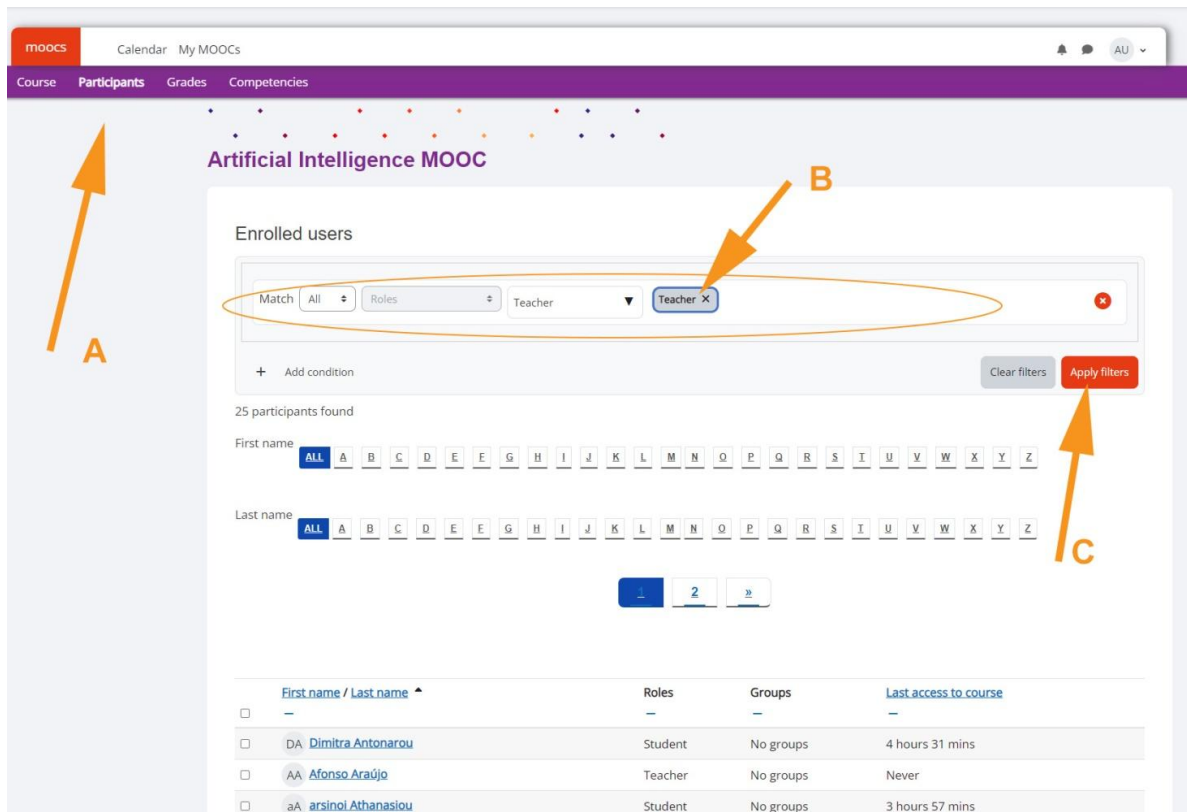 moocs Calendar My MOOCs AU
Course Participants Grades Competencies
Artificial Intelligence MOOC
B
Enrolled users
Match All Roles Teacher ▼ Teacher ×
A
+ Add condition Clear filters Apply filters
25 participants found
First name ALL A B C D E F G H I J K L M N O P Q R S T U V W X Y Z
Last name ALL A B C D E F G H I J K L M N O P Q R S T U V W X Y Z
C
1 2 »
First name / Last name Roles Groups Last access to course
– – – –
DA Dimitra Antonarou Student No groups 4 hours 31 mins
AA Afonso Araújo Teacher No groups Never
aA arsinoi Athanasiou Student No groups 3 hours 57 mins